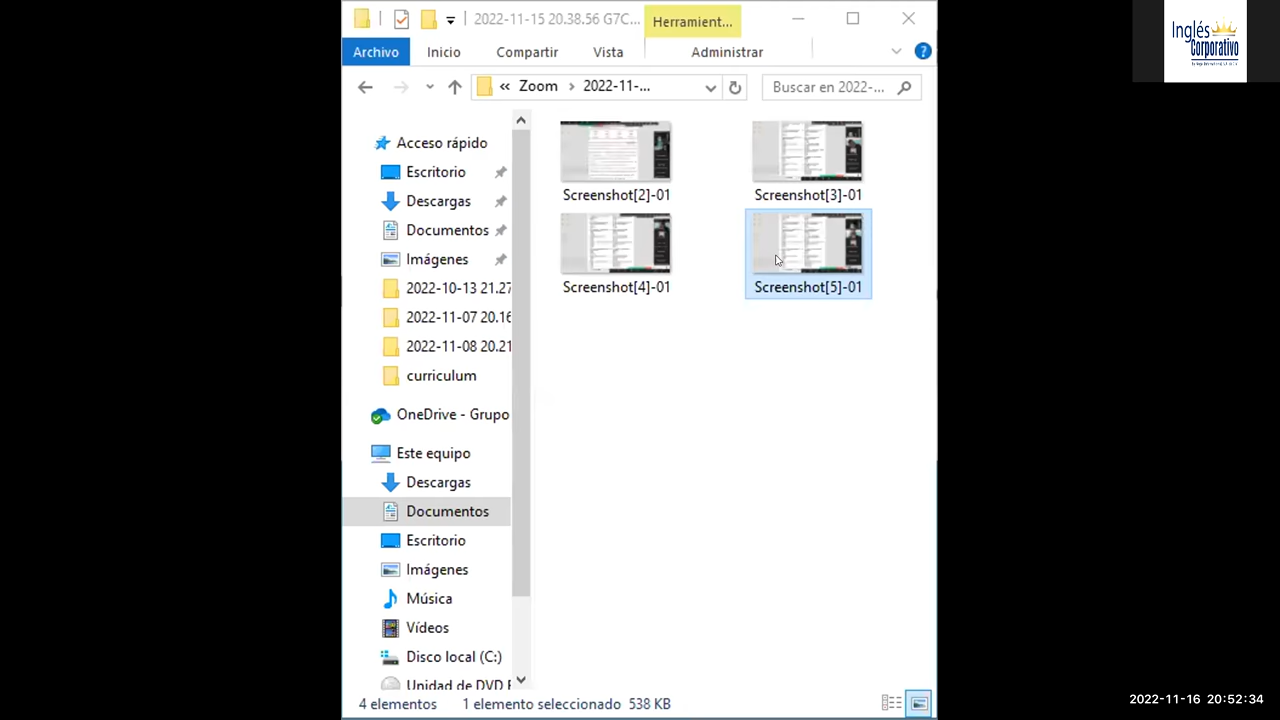 2022-11-15 20.38.56 G7C...
Herramient...
Archivo
Inicio
Compartir
Vista
Administrar
?
« Zoom > 2022-11-...
Buscar en 2022-...
Acceso rápido
Escritorio
Descargas
Documentos
Imágenes
2022-10-13 21.27
2022-11-07 20.16
2022-11-08 20.21
curriculum
OneDrive - Grupo
Este equipo
Descargas
Documentos
Escritorio
Imágenes
Música
Vídeos
Disco local (C:)
Unidad de DVD
Screenshot[2]-01
Screenshot[3]-01
Screenshot[4]-01
Screenshot[5]-01
4 elementos
1 elemento seleccionado 538 KB
Inglés
Corporativo
2022-11-16 20:52:34